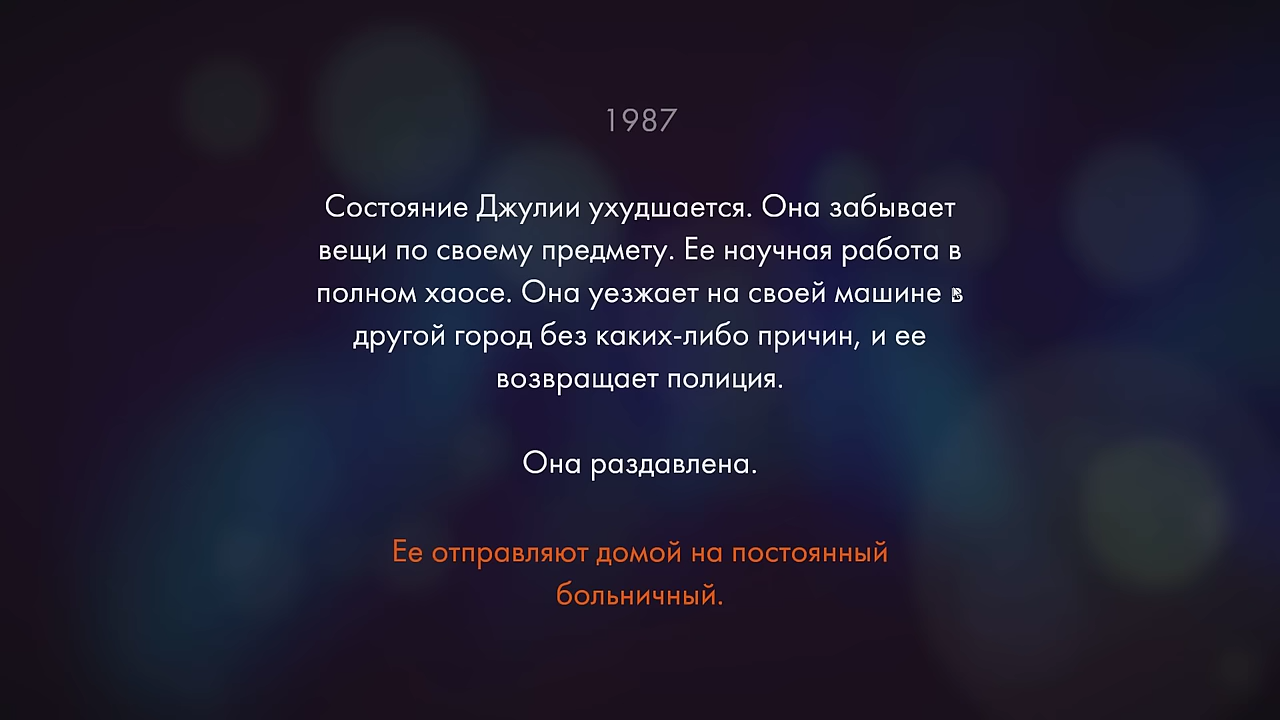 1987
Состояние Джулии ухудшается. Она забывает
вещи по своему предмету. Ее научная работа в
полном хаосе. Она уезжает на своей машине в
другой город без каких-либо причин, и ее
возвращает полиция.
Она раздавлена.
Ее отправляют домой на постоянный
больничный.